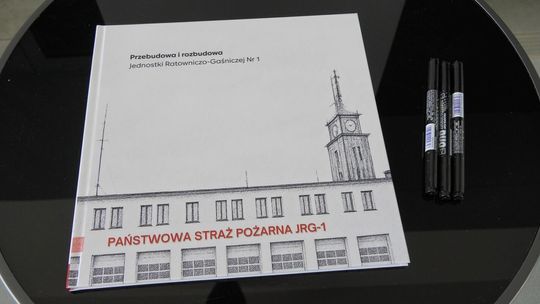 Przebudowa i rozbudowa
Jednostki Ratowniczo-Gaśniczej Nr 1
PAŃSTWOWA STRAŻ POŻARNA JRG-1